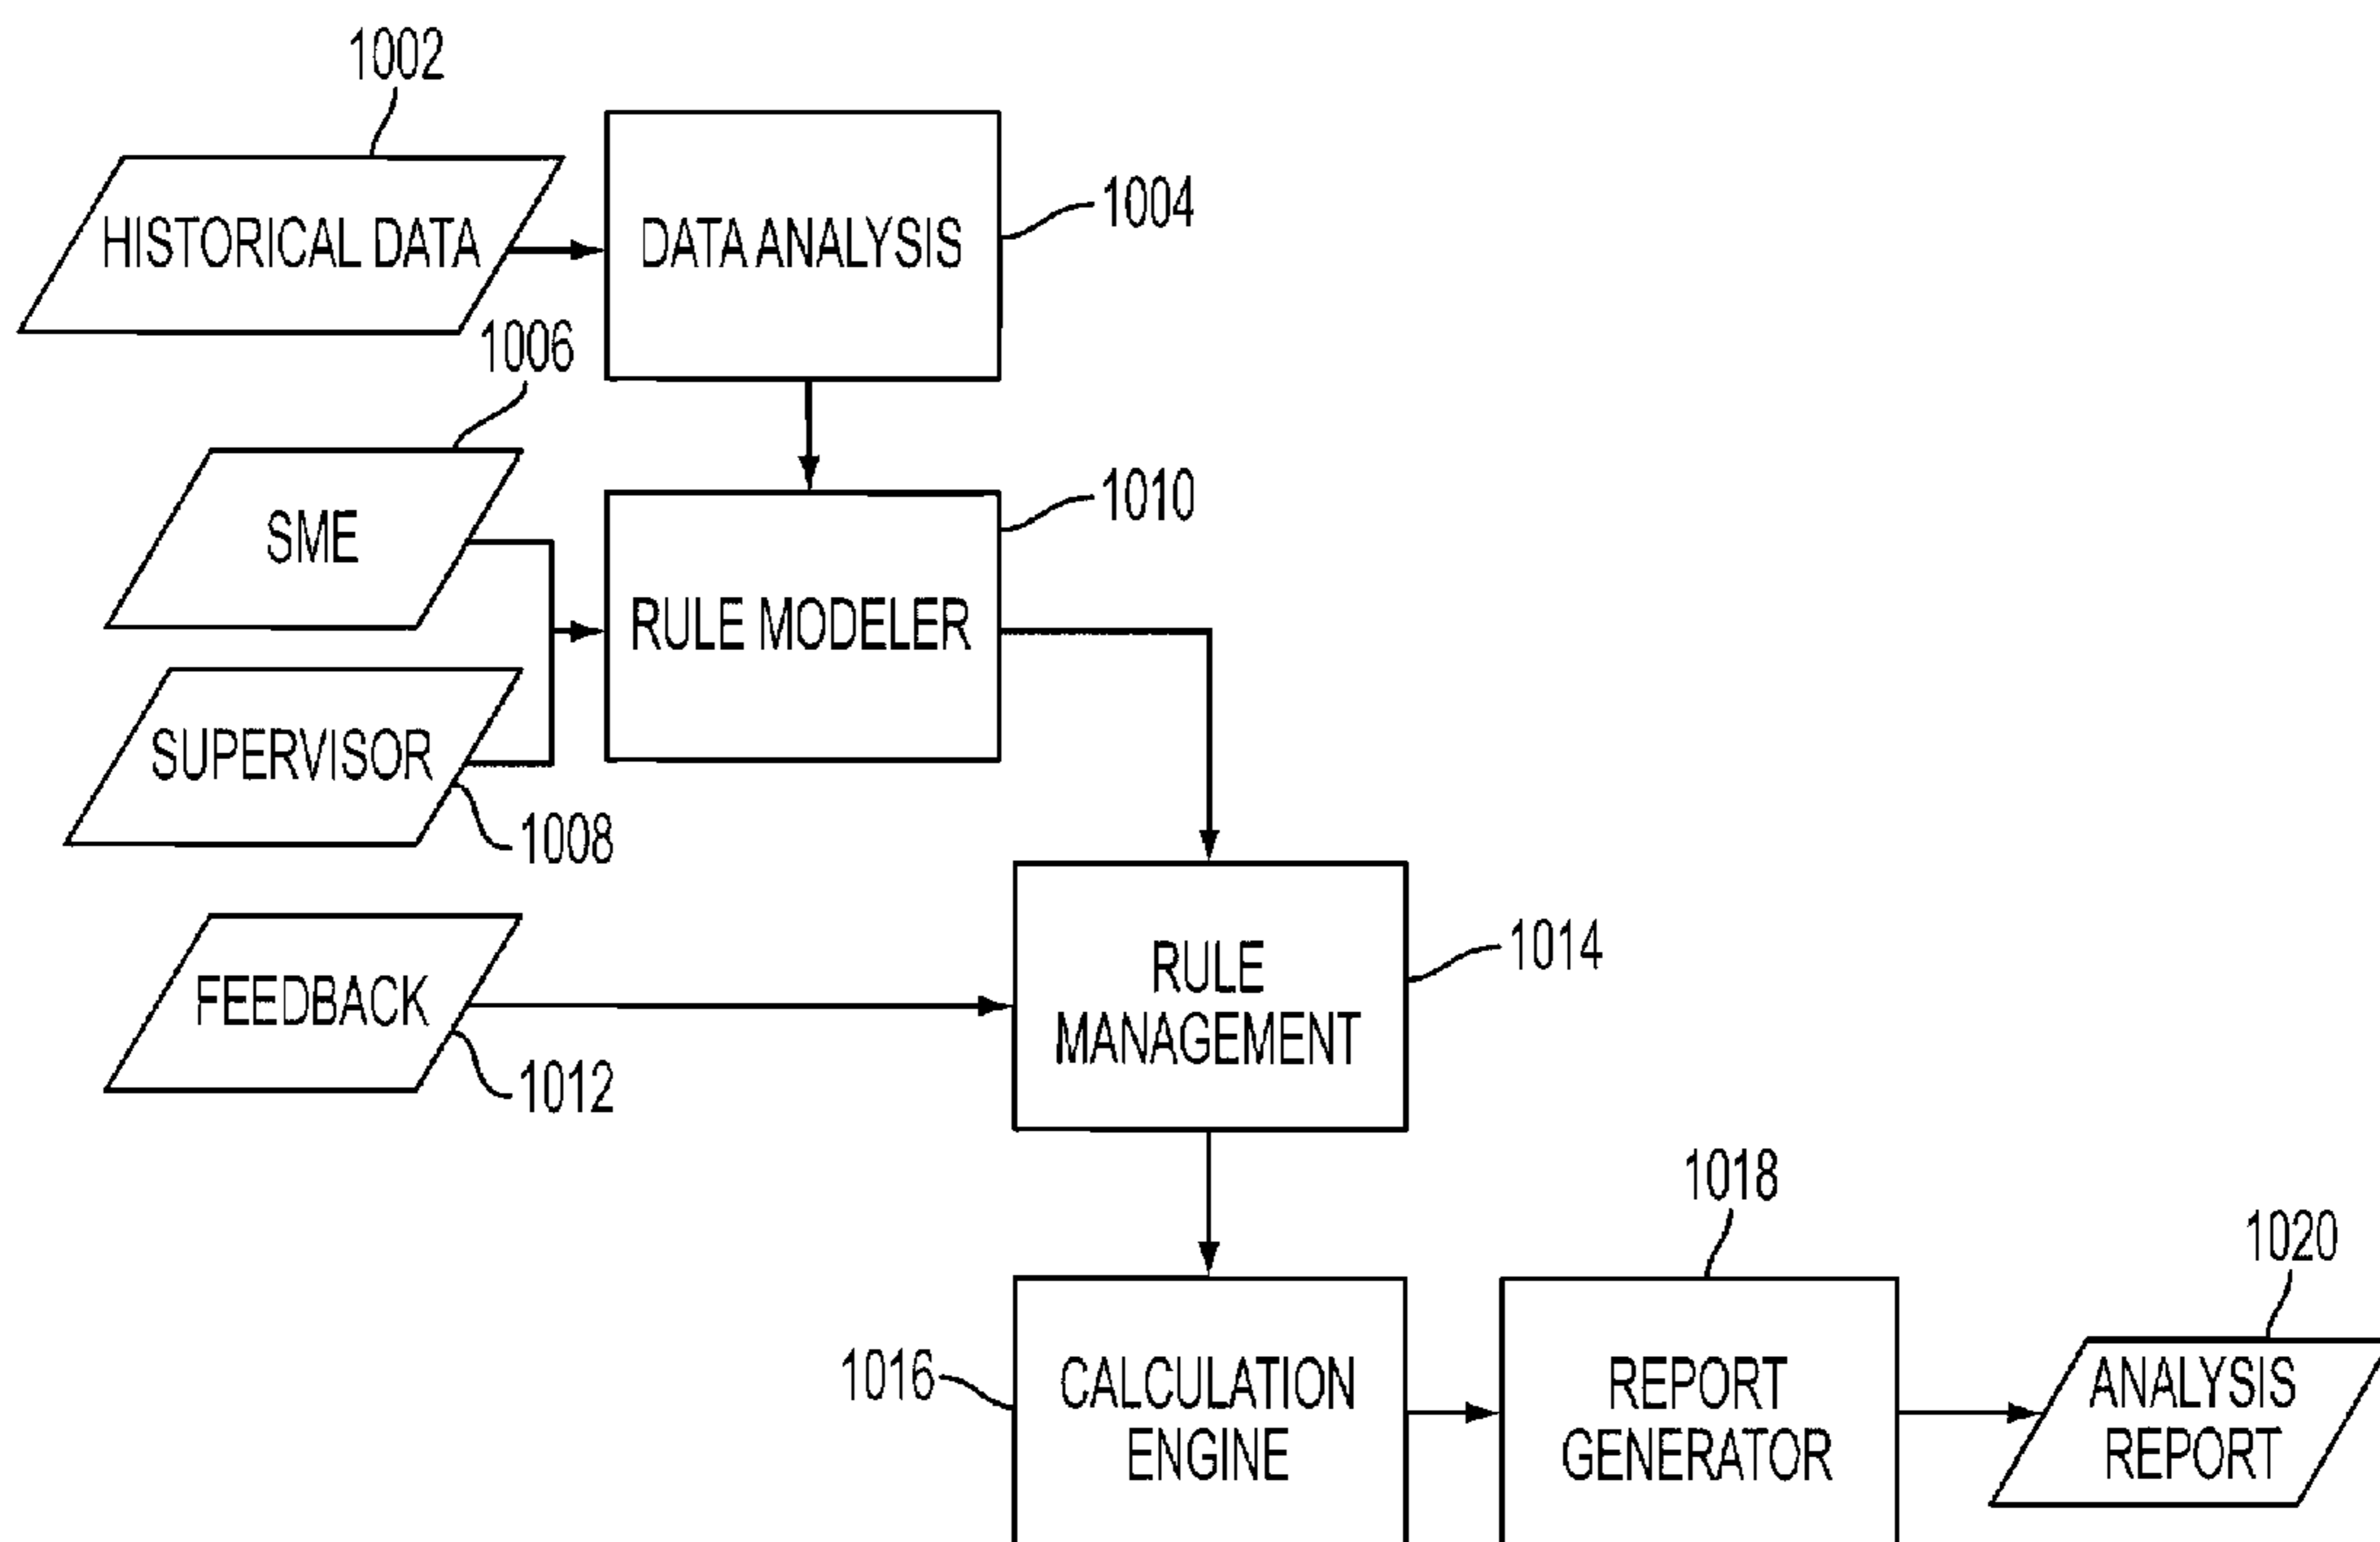 1002
HISTORICAL DATA
DATA ANALYSIS
1004
1006
SME
1010
RULE MODELER
SUPERVISOR
1008
FEEDBACK
1012
RULE
MANAGEMENT
1014
1016
CALCULATION
ENGINE
1018
REPORT
GENERATOR
1020
ANALYSIS
REPORT